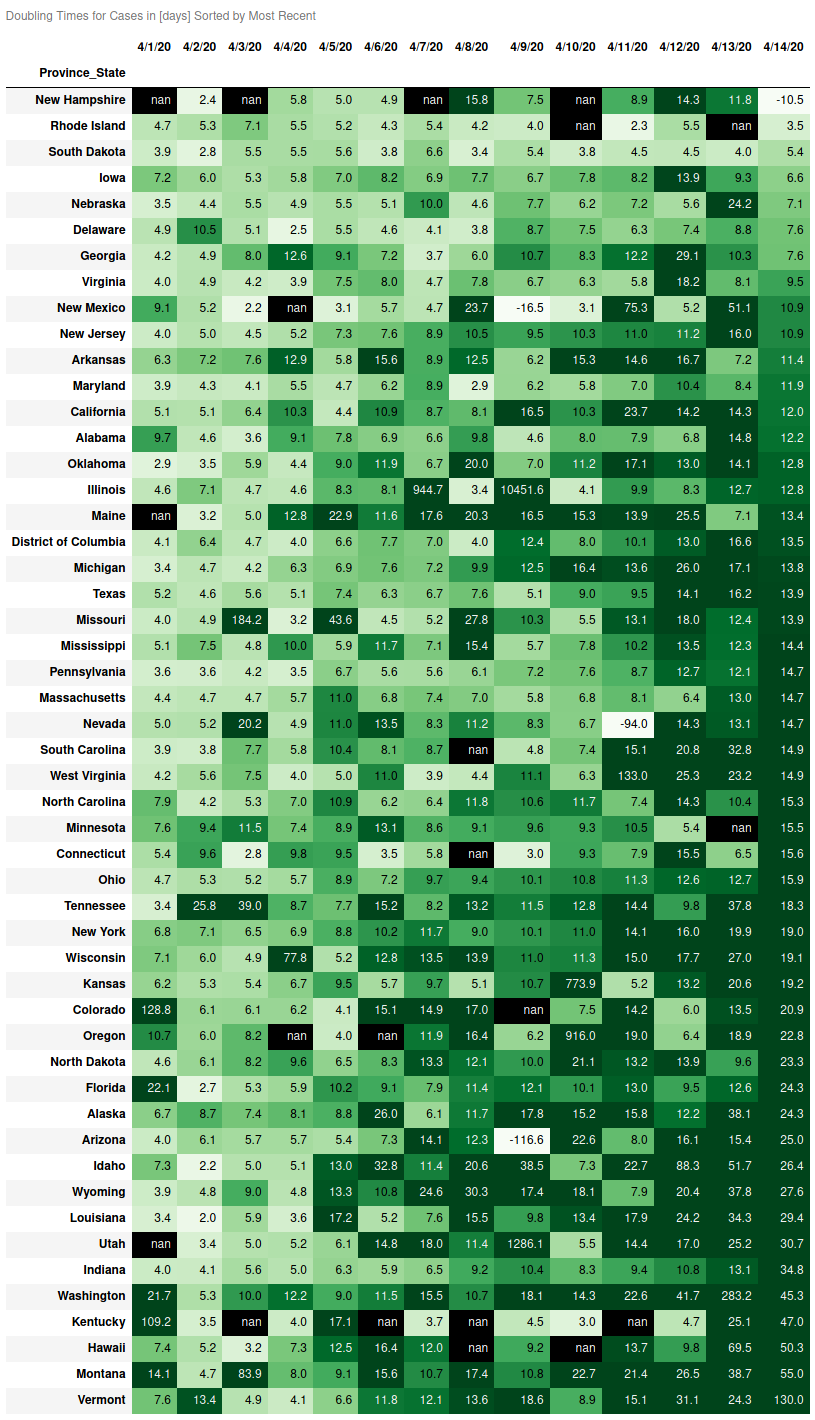 Doubling Times for Cases in [days] Sorted by Most Recent
4/1/20 4/2/20 4/3/20 4/4/20 4/5/20 4/6/20 4/7/20 4/8/20 4/9/20 4/10/20 4/11/20 4/12/20 4/13/20 4/14/20
Province_State
New Hampshire nan 2.4 nan 5.8 5.0 4.9 nan 15.8 7.5 nan 8.9 14.3 11.8 -10.5
Rhode Island 4.7 5.3 7.1 5.5 5.2 4.3 5.4 4.2 4.0 nan 2.3 5.5 nan 3.5
South Dakota 3.9 2.8 5.5 5.5 5.6 3.8 6.6 3.4 5.4 3.8 4.5 4.5 4.0 5.4
Iowa 7.2 6.0 5.3 5.8 7.0 8.2 6.9 7.7 6.7 7.8 8.2 13.9 9.3 6.6
Nebraska 3.5 4.4 5.5 4.9 5.5 5.1 10.0 4.6 7.7 6.2 7.2 5.6 24.2 7.1
Delaware 4.9 10.5 5.1 2.5 5.5 4.6 4.1 3.8 8.7 7.5 6.3 7.4 8.8 7.6
Georgia 4.2 4.9 8.0 12.6 9.1 7.2 3.7 6.0 10.7 8.3 12.2 29.1 10.3 7.6
Virginia 4.0 4.9 4.2 3.9 7.5 8.0 4.7 7.8 6.7 6.3 5.8 18.2 8.1 9.5
New Mexico 9.1 5.2 2.2 nan 3.1 5.7 4.7 23.7 -16.5 3.1 75.3 5.2 51.1 10.9
New Jersey 4.0 5.0 4.5 5.2 7.3 7.6 8.9 10.5 9.5 10.3 11.0 11.2 16.0 10.9
Arkansas 6.3 7.2 7.6 12.9 5.8 15.6 8.9 12.5 6.2 15.3 14.6 16.7 7.2 11.4
Maryland 3.9 4.3 4.1 5.5 4.7 6.2 8.9 2.9 6.2 5.8 7.0 10.4 8.4 11.9
California 5.1 5.1 6.4 10.3 4.4 10.9 8.7 8.1 16.5 10.3 23.7 14.2 14.3 12.0
Alabama 9.7 4.6 3.6 9.1 7.8 6.9 6.6 9.8 4.6 8.0 7.9 6.8 14.8 12.2
Oklahoma 2.9 3.5 5.9 4.4 9.0 11.9 6.7 20.0 7.0 11.2 17.1 13.0 14.1 12.8
Illinois 4.6 7.1 4.7 4.6 8.3 8.1 944.7 3.4 10451.6 4.1 9.9 8.3 12.7 12.8
Maine nan 3.2 5.0 12.8 22.9 11.6 17.6 20.3 16.5 15.3 13.9 25.5 7.1 13.4
District of Columbia 4.1 6.4 4.7 4.0 6.6 7.7 7.0 4.0 12.4 8.0 10.1 13.0 16.6 13.5
Michigan 3.4 4.7 4.2 6.3 6.9 7.6 7.2 9.9 12.5 16.4 13.6 26.0 17.1 13.8
Texas 5.2 4.6 5.6 5.1 7.4 6.3 6.7 7.6 5.1 9.0 9.5 14.1 16.2 13.9
Missouri 4.0 4.9 184.2 3.2 43.6 4.5 5.2 27.8 10.3 5.5 13.1 18.0 12.4 13.9
Mississippi 5.1 7.5 4.8 10.0 5.9 11.7 7.1 15.4 5.7 7.8 10.2 13.5 12.3 14.4
Pennsylvania 3.6 3.6 4.2 3.5 6.7 5.6 5.6 6.1 7.2 7.6 8.7 12.7 12.1 14.7
Massachusetts 4.4 4.7 4.7 5.7 11.0 6.8 7.4 7.0 5.8 6.8 8.1 6.4 13.0 14.7
Nevada 5.0 5.2 20.2 4.9 11.0 13.5 8.3 11.2 8.3 6.7 -94.0 14.3 13.1 14.7
South Carolina 3.9 3.8 7.7 5.8 10.4 8.1 8.7 nan 4.8 7.4 15.1 20.8 32.8 14.9
West Virginia 4.2 5.6 7.5 4.0 5.0 11.0 3.9 4.4 11.1 6.3 133.0 25.3 23.2 14.9
North Carolina 7.9 4.2 5.3 7.0 10.9 6.2 6.4 11.8 10.6 11.7 7.4 14.3 10.4 15.3
Minnesota 7.6 9.4 11.5 7.4 8.9 13.1 8.6 9.1 9.6 9.3 10.5 5.4 nan 15.5
Connecticut 5.4 9.6 2.8 9.8 9.5 3.5 5.8 nan 3.0 9.3 7.9 15.5 6.5 15.6
Ohio 4.7 5.3 5.2 5.7 8.9 7.2 9.7 9.4 10.1 10.8 11.3 12.6 12.7 15.9
Tennessee 3.4 25.8 39.0 8.7 7.7 15.2 8.2 13.2 11.5 12.8 14.4 9.8 37.8 18.3
New York 6.8 7.1 6.5 6.9 8.8 10.2 11.7 9.0 10.1 11.0 14.1 16.0 19.9 19.0
Wisconsin 7.1 6.0 4.9 77.8 5.2 12.8 13.5 13.9 11.0 11.3 15.0 17.7 27.0 19.1
Kansas 6.2 5.3 5.4 6.7 9.5 5.7 9.7 5.1 10.7 773.9 5.2 13.2 20.6 19.2
Colorado 128.8 6.1 6.1 6.2 4.1 15.1 14.9 17.0 nan 7.5 14.2 6.0 13.5 20.9
Oregon 10.7 6.0 8.2 nan 4.0 nan 11.9 16.4 6.2 916.0 19.0 6.4 18.9 22.8
North Dakota 4.6 6.1 8.2 9.6 6.5 8.3 13.3 12.1 10.0 21.1 13.2 13.9 9.6 23.3
Florida 22.1 2.7 5.3 5.9 10.2 9.1 7.9 11.4 12.1 10.1 13.0 9.5 12.6 24.3
Alaska 6.7 8.7 7.4 8.1 8.8 26.0 6.1 11.7 17.8 15.2 15.8 12.2 38.1 24.3
Arizona 4.0 6.1 5.7 5.7 5.4 7.3 14.1 12.3 -116.6 22.6 8.0 16.1 15.4 25.0
Idaho 7.3 2.2 5.0 5.1 13.0 32.8 11.4 20.6 38.5 7.3 22.7 88.3 51.7 26.4
Wyoming 3.9 4.8 9.0 4.8 13.3 10.8 24.6 30.3 17.4 18.1 7.9 20.4 37.8 27.6
Louisiana 3.4 2.0 5.9 3.6 17.2 5.2 7.6 15.5 9.8 13.4 17.9 24.2 34.3 29.4
Utah nan 3.4 5.0 5.2 6.1 14.8 18.0 11.4 1286.1 5.5 14.4 17.0 25.2 30.7
Indiana 4.0 4.1 5.6 5.0 6.3 5.9 6.5 9.2 10.4 8.3 9.4 10.8 13.1 34.8
Washington 21.7 5.3 10.0 12.2 9.0 11.5 15.5 10.7 18.1 14.3 22.6 41.7 283.2 45.3
Kentucky 109.2 3.5 nan 4.0 17.1 nan 3.7 nan 4.5 3.0 nan 4.7 25.1 47.0
Hawaii 7.4 5.2 3.2 7.3 12.5 16.4 12.0 nan 9.2 nan 13.7 9.8 69.5 50.3
Montana 14.1 4.7 83.9 8.0 9.1 15.6 10.7 17.4 10.8 22.7 21.4 26.5 38.7 55.0
Vermont 7.6 13.4 4.9 4.1 6.6 11.8 12.1 13.6 18.6 8.9 15.1 31.1 24.3 130.0